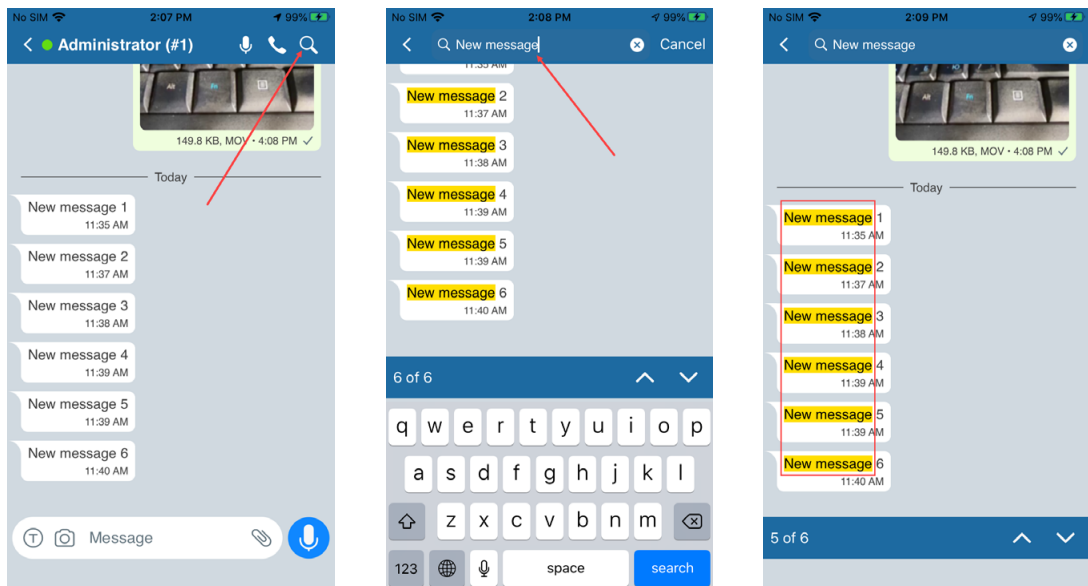 No SIM 2:07 PM 99%
Administrator (#1)
149.8 KB, MOV • 4:08 PM
Today
New message 1
11:35 AM
New message 2
11:37 AM
New message 3
11:38 AM
New message 4
11:39 AM
New message 5
11:39 AM
New message 6
11:40 AM
T Message
No SIM 2:08 PM 99%
New message Cancel
11:35 AM
New message 2
11:37 AM
New message 3
11:38 AM
New message 4
11:39 AM
New message 5
11:39 AM
New message 6
11:40 AM
6 of 6
q w e r t y u i o p
a s d f g h j k l
z x c v b n m
123 space search
No SIM 2:09 PM 99%
New message
149.8 KB, MOV • 4:08 PM
Today
New message 1
11:35 AM
New message 2
11:37 AM
New message 3
11:38 AM
New message 4
11:39 AM
New message 5
11:39 AM
New message 6
11:40 AM
5 of 6